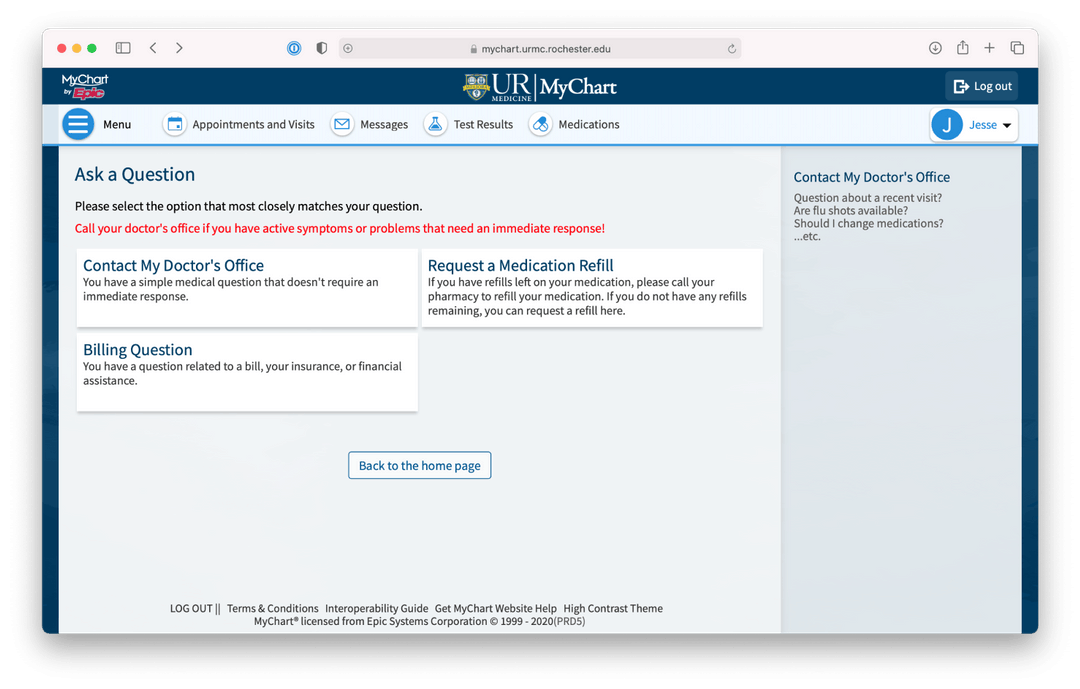 mychart.urmc.rochester.edu
MyChart
by Epic
UR MEDICINE | MyChart
Log out
Menu
Appointments and Visits
Messages
Test Results
Medications
J
Jesse
Ask a Question
Please select the option that most closely matches your question.
Call your doctor's office if you have active symptoms or problems that need an immediate response!
Contact My Doctor's Office
You have a simple medical question that doesn't require an
immediate response.
Request a Medication Refill
If you have refills left on your medication, please call your
pharmacy to refill your medication. If you do not have any refills
remaining, you can request a refill here.
Billing Question
You have a question related to a bill, your insurance, or financial
assistance.
Back to the home page
Contact My Doctor's Office
Question about a recent visit?
Are flu shots available?
Should I change medications?
...etc.
LOG OUT || Terms & Conditions Interoperability Guide Get MyChart Website Help High Contrast Theme
MyChart® licensed from Epic Systems Corporation © 1999 - 2020(PRD5)